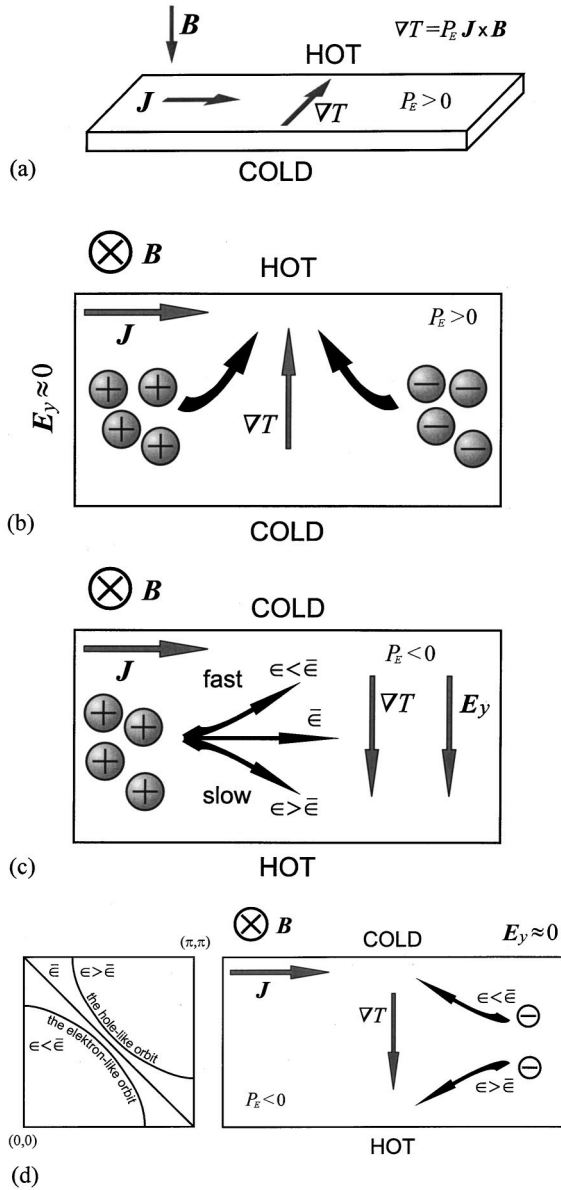 B
∇T=P_E J x B
HOT
J
∇T
P_E>0
COLD
(a)
B
HOT
J
P_E>0
E_y≈0
∇T
(b)
COLD
B
COLD
J
P_E<0
fast
∈<∈̄
∇T
E_y
∈̄
slow
∈>∈̄
(c)
HOT
(π,π)
∈̄
∈>∈̄
the hole-like orbit
the elektron-like orbit
∈<∈̄
(0,0)
B
COLD
E_y≈0
J
∈<∈̄
∇T
∈>∈̄
P_E<0
HOT
(d)